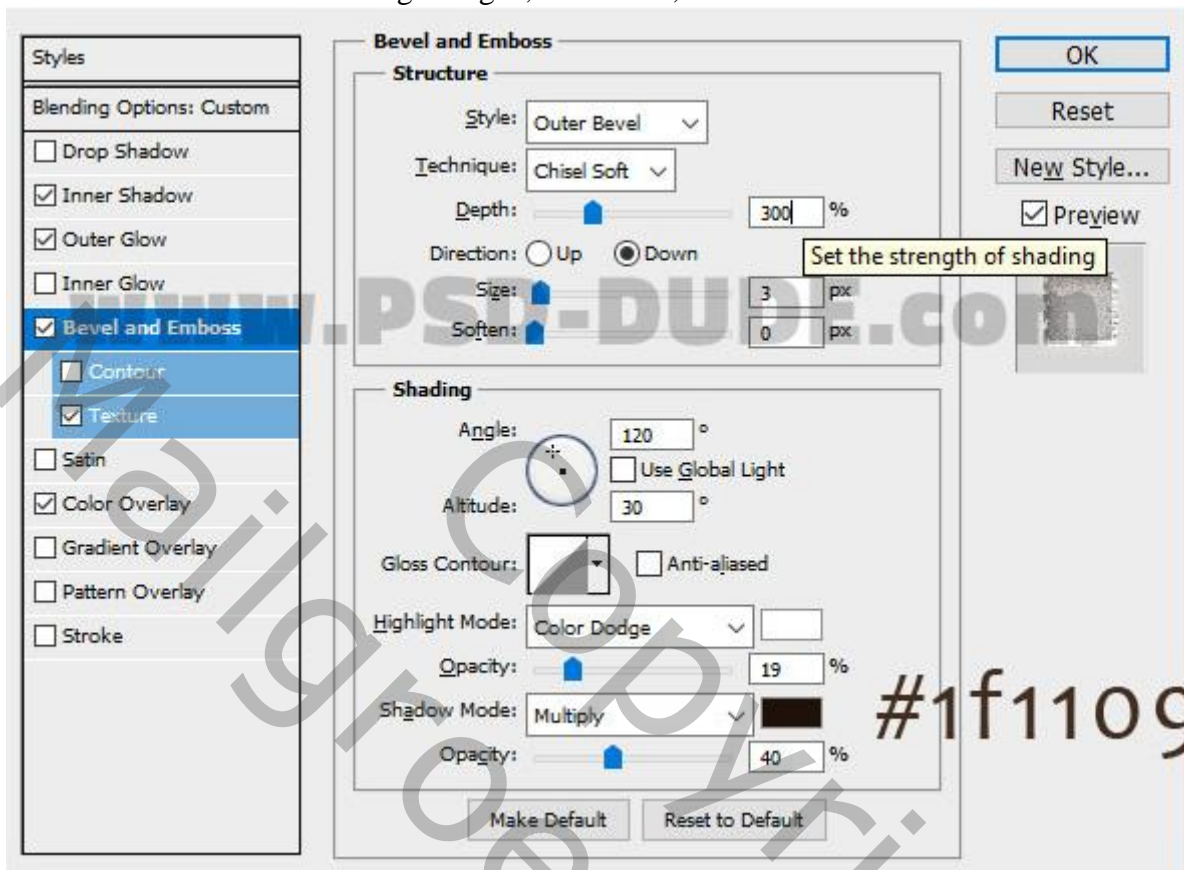 Styles
Blending Options: Custom
Drop Shadow
Inner Shadow
Outer Glow
Inner Glow
Bevel and Emboss
Contour
Texture
Satin
Color Overlay
Gradient Overlay
Pattern Overlay
Stroke
Bevel and Emboss
Structure
Style: Outer Bevel
Technique: Chisel Soft
Depth: 300 %
Direction: Up Down
Size: 3 px
Soften: 0 px
Shading
Angle: 120 °
Use Global Light
Altitude: 30 °
Gloss Contour: Anti-aliased
Highlight Mode: Color Dodge
Opacity: 19 %
Shadow Mode: Multiply
Opacity: 40 %
Make Default Reset to Default
OK
Reset
New Style...
Preview
Set the strength of shading
www.PSD-DUDE.com
#1f1109